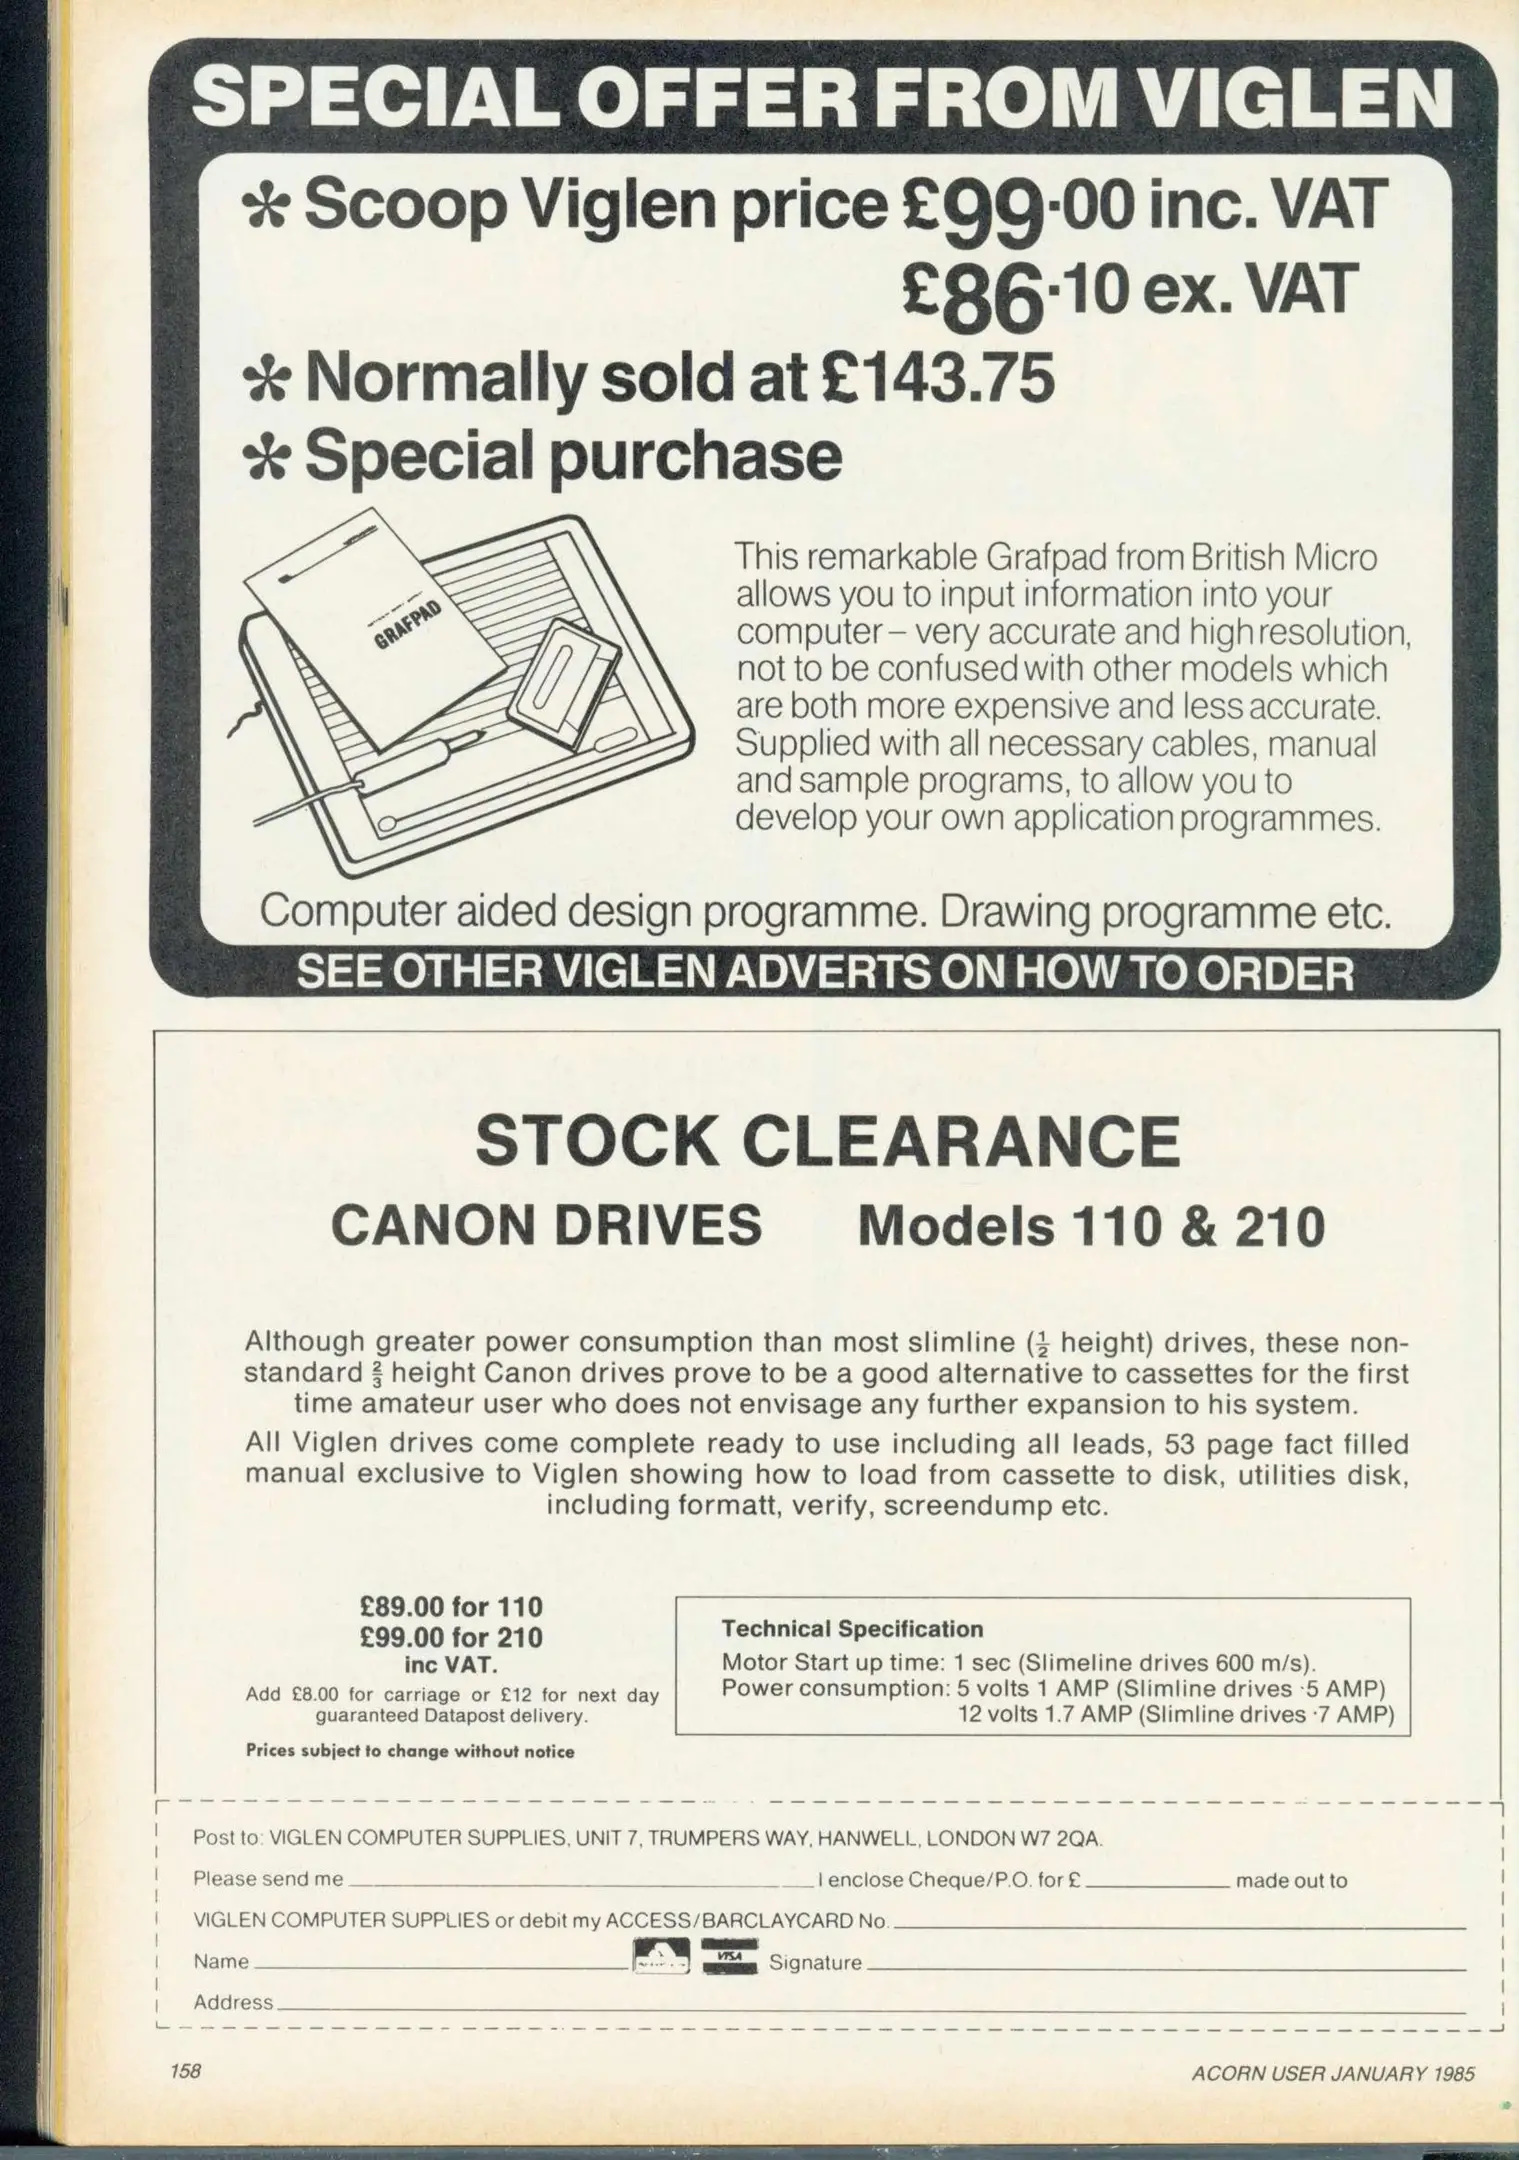 SPECIAL OFFER FROM VIGLEN
* Scoop Viglen price £99·00 inc. VAT
£86·10 ex. VAT
* Normally sold at £143.75
* Special purchase
GRAFPAD
This remarkable Grafpad from British Micro
allows you to input information into your
computer – very accurate and high resolution,
not to be confused with other models which
are both more expensive and less accurate.
Supplied with all necessary cables, manual
and sample programs, to allow you to
develop your own application programmes.
Computer aided design programme. Drawing programme etc.
SEE OTHER VIGLEN ADVERTS ON HOW TO ORDER
STOCK CLEARANCE
CANON DRIVES Models 110 & 210
Although greater power consumption than most slimline (½ height) drives, these non-
standard ⅔ height Canon drives prove to be a good alternative to cassettes for the first
time amateur user who does not envisage any further expansion to his system.
All Viglen drives come complete ready to use including all leads, 53 page fact filled
manual exclusive to Viglen showing how to load from cassette to disk, utilities disk,
including formatt, verify, screendump etc.
£89.00 for 110
£99.00 for 210
inc VAT.
Add £8.00 for carriage or £12 for next day
guaranteed Datapost delivery.
Prices subject to change without notice
Technical Specification
Motor Start up time: 1 sec (Slimeline drives 600 m/s).
Power consumption: 5 volts 1 AMP (Slimline drives ·5 AMP)
12 volts 1.7 AMP (Slimline drives ·7 AMP)
Post to: VIGLEN COMPUTER SUPPLIES, UNIT 7, TRUMPERS WAY, HANWELL, LONDON W7 2QA.
Please send me I enclose Cheque/P.O. for £ made out to
VIGLEN COMPUTER SUPPLIES or debit my ACCESS/BARCLAYCARD No.
Name VISA Signature
Address
158
ACORN USER JANUARY 1985